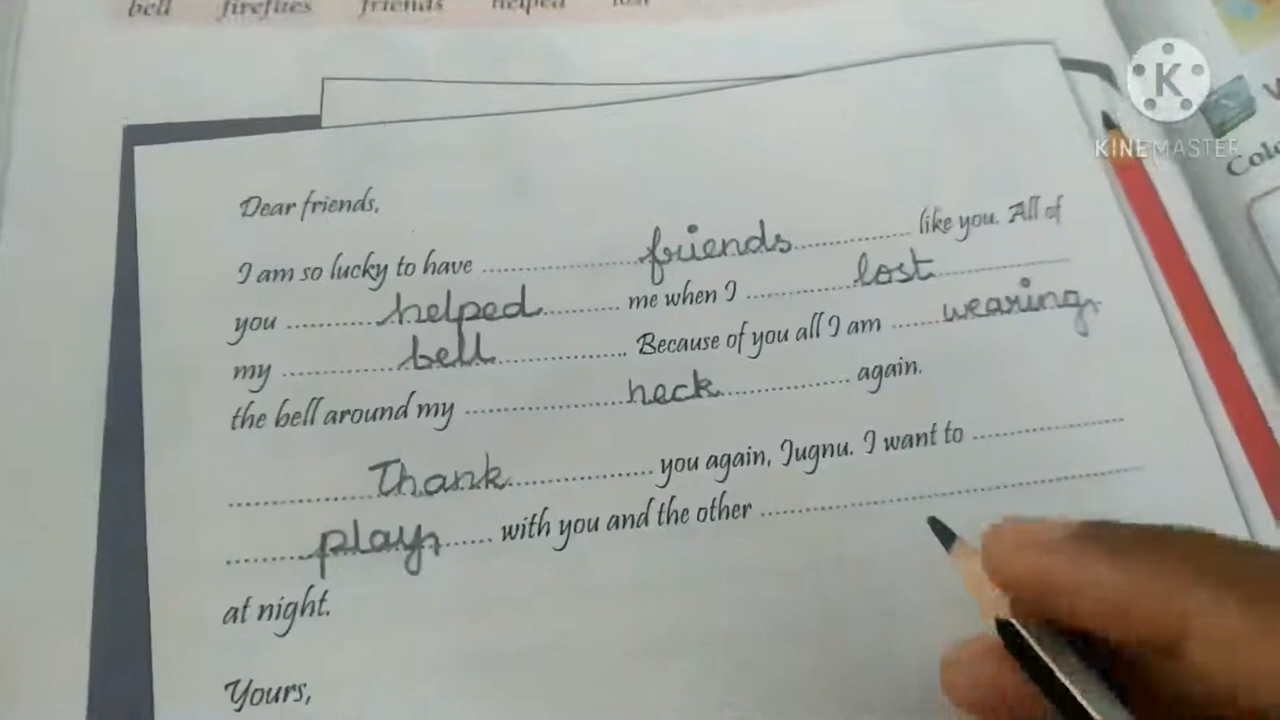 bell fireflies friends helped lost
K
KINEMASTER
Dear friends,
I am so lucky to have .................... friends ............ like you. All of
you ............ helped ......... me when I ............ lost ............
my ............ bell ............ Because of you all I am ...... wearing
the bell around my .................. neck ............ again.
............ Thank ............ you again, Jugnu. I want to ............
......... play ...... with you and the other ..............................
at night.
Yours,